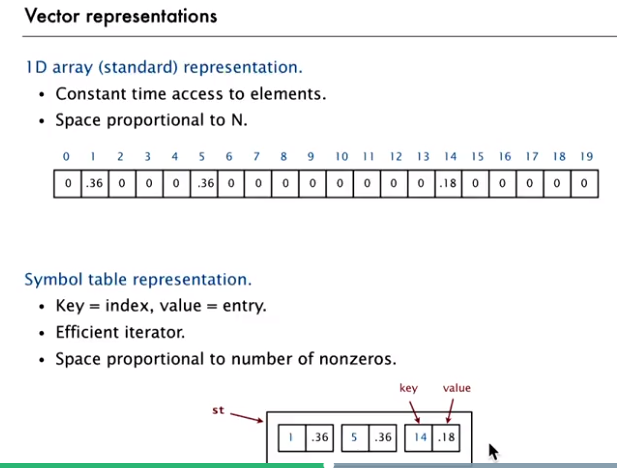 Vector representations
1D array (standard) representation.
• Constant time access to elements.
• Space proportional to N.
0 1 2 3 4 5 6 7 8 9 10 11 12 13 14 15 16 17 18 19
0 .36 0 0 0 .36 0 0 0 0 0 0 0 0 .18 0 0 0 0 0
Symbol table representation.
• Key = index, value = entry.
• Efficient iterator.
• Space proportional to number of nonzeros.
key value
st
1 .36 5 .36 14 .18